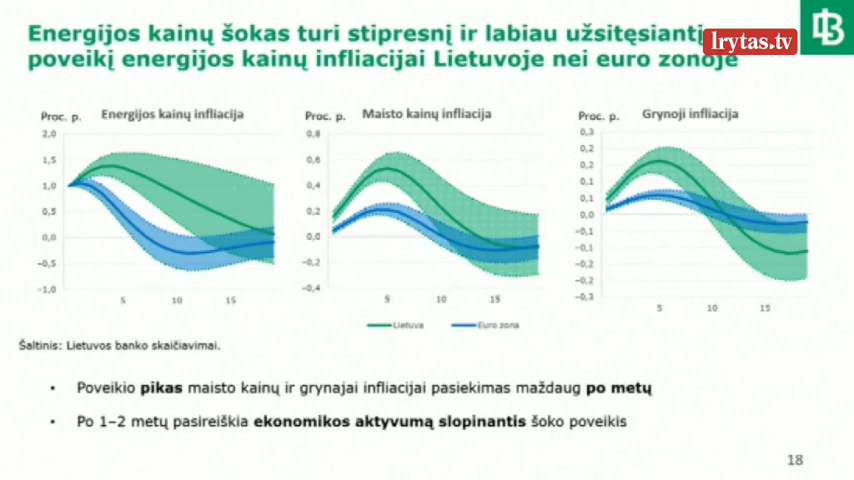 Energijos kainų šokas turi stipresnį ir labiau užsitęsiantį
poveikį energijos kainų infliacijai Lietuvoje nei euro zonoje
lrytas.tv
Proc. p. Energijos kainų infliacija
2,0
1,5
1,0
0,5
0,0
-0,5
-1,0
5 10 15
Proc. p. Maisto kainų infliacija
0,8
0,6
0,4
0,2
0,0
-0,2
-0,4
5 10 15
Proc. p. Grynoji infliacija
0,3
0,2
0,2
0,1
0,1
0,0
-0,1
-0,1
-0,2
-0,2
-0,3
5 10 15
Lietuva Euro zona
Šaltinis: Lietuvos banko skaičiavimai.
• Poveikio pikas maisto kainų ir grynajai infliacijai pasiekimas maždaug po metų
• Po 1–2 metų pasireiškia ekonomikos aktyvumą slopinantis šoko poveikis
18